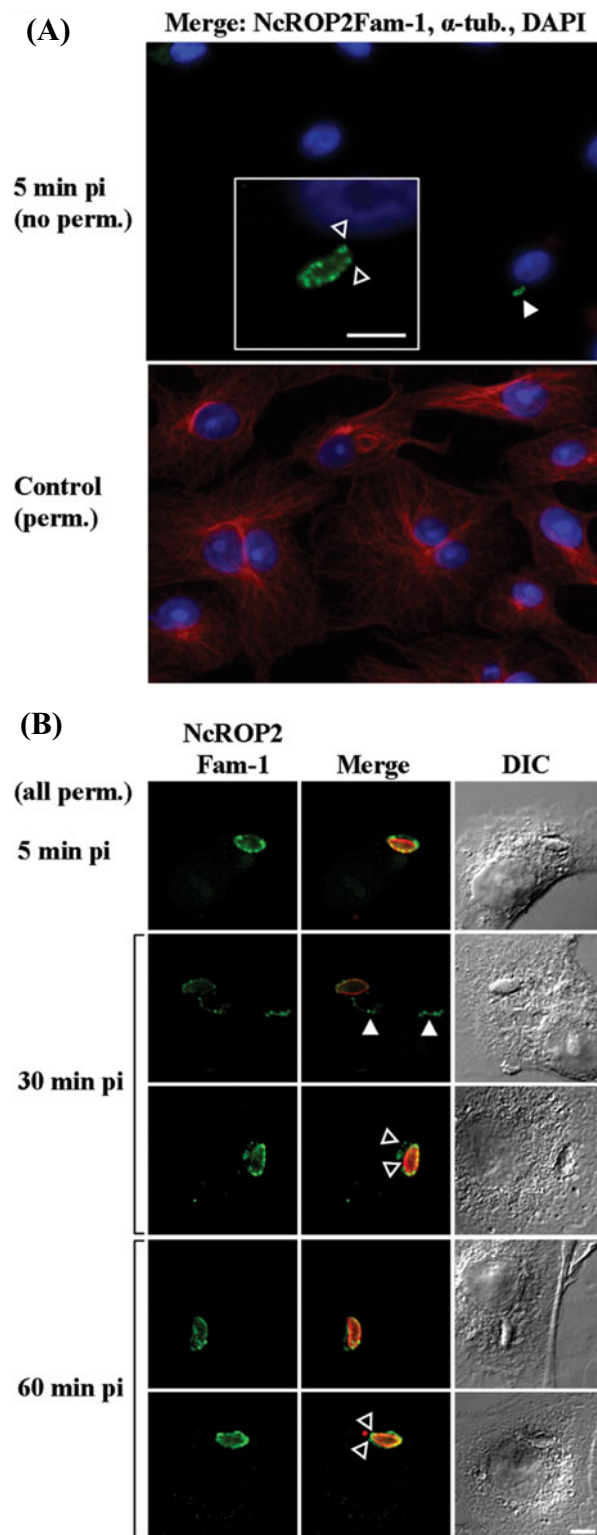 (A)
Merge: NcROP2Fam-1, α-tub., DAPI
5 min pi
(no perm.)
Control
(perm.)
(B)
NcROP2
Fam-1
Merge
DIC
(all perm.)
5 min pi
30 min pi
60 min pi